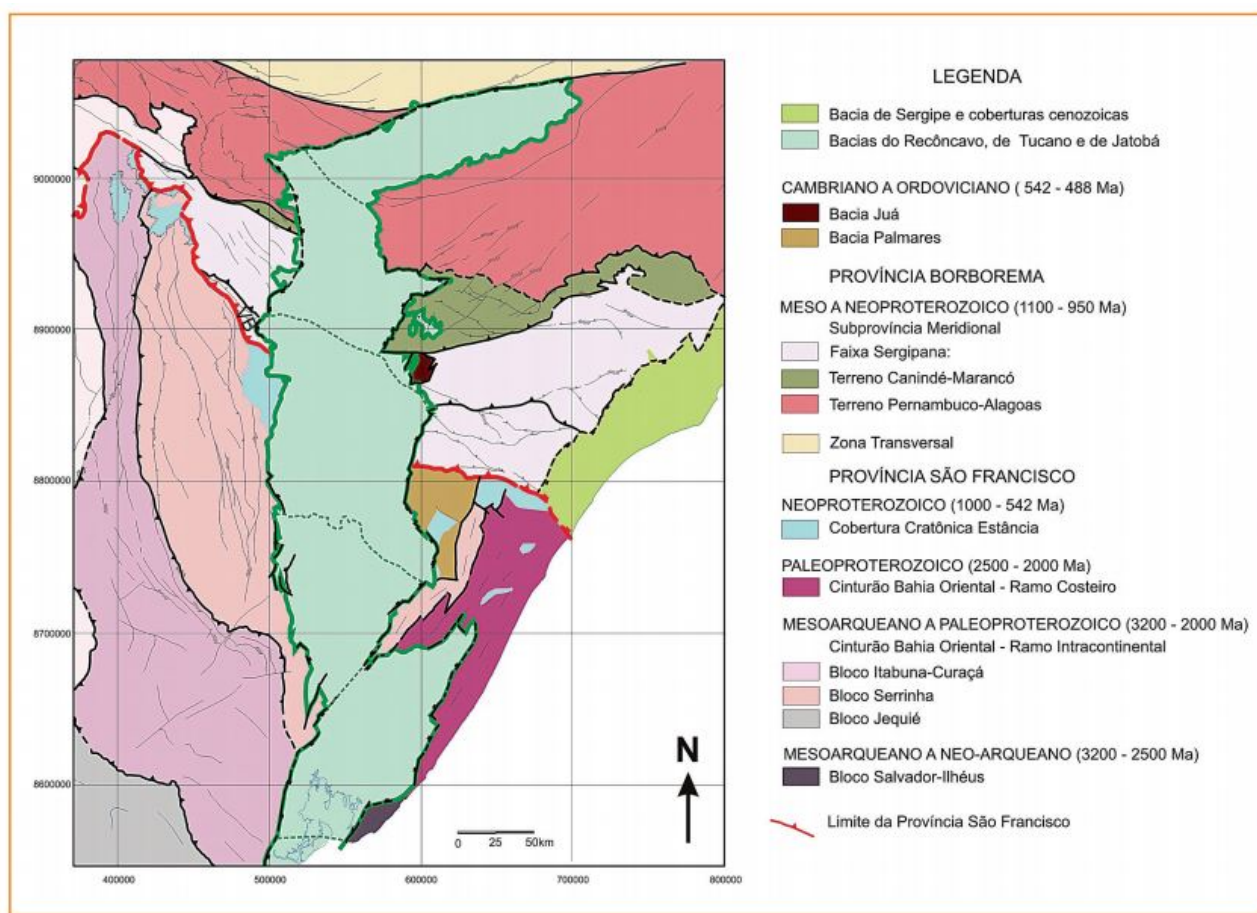 LEGENDA
Bacia de Sergipe e coberturas cenozoicas
Bacias do Recôncavo, de Tucano e de Jatobá
CAMBRIANO A ORDOVICIANO ( 542 - 488 Ma)
Bacia Juá
Bacia Palmares
PROVÍNCIA BORBOREMA
MESO A NEOPROTEROZOICO (1100 - 950 Ma)
Subprovíncia Meridional
Faixa Sergipana:
Terreno Canindé-Marancó
Terreno Pernambuco-Alagoas
Zona Transversal
PROVÍNCIA SÃO FRANCISCO
NEOPROTEROZOICO (1000 - 542 Ma)
Cobertura Cratônica Estância
PALEOPROTEROZOICO (2500 - 2000 Ma)
Cinturão Bahia Oriental - Ramo Costeiro
MESOARQUEANO A PALEOPROTEROZOICO (3200 - 2000 Ma)
Cinturão Bahia Oriental - Ramo Intracontinental
Bloco Itabuna-Curaçá
Bloco Serrinha
Bloco Jequié
MESOARQUEANO A NEO-ARQUEANO (3200 - 2500 Ma)
Bloco Salvador-Ilhéus
Limite da Província São Francisco
9000000
8900000
8800000
8700000
8600000
N
0 25 50km
400000 500000 600000 700000 800000